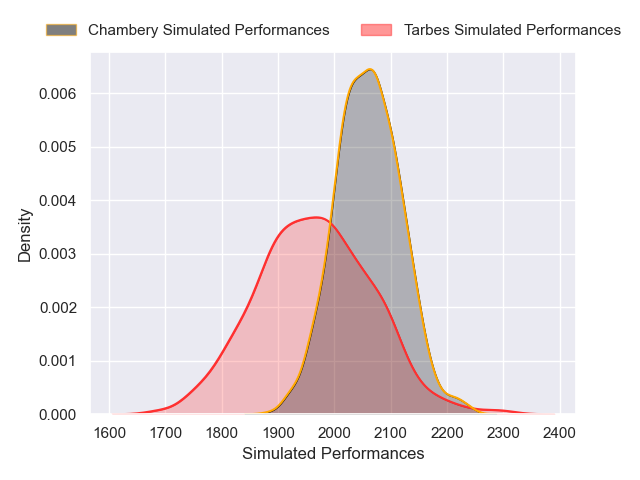 Chambery Simulated Performances
Tarbes Simulated Performances
0.006
0.005
0.004
0.003
0.002
0.001
0.000
Density
1600 1700 1800 1900 2000 2100 2200 2300 2400
Simulated Performances